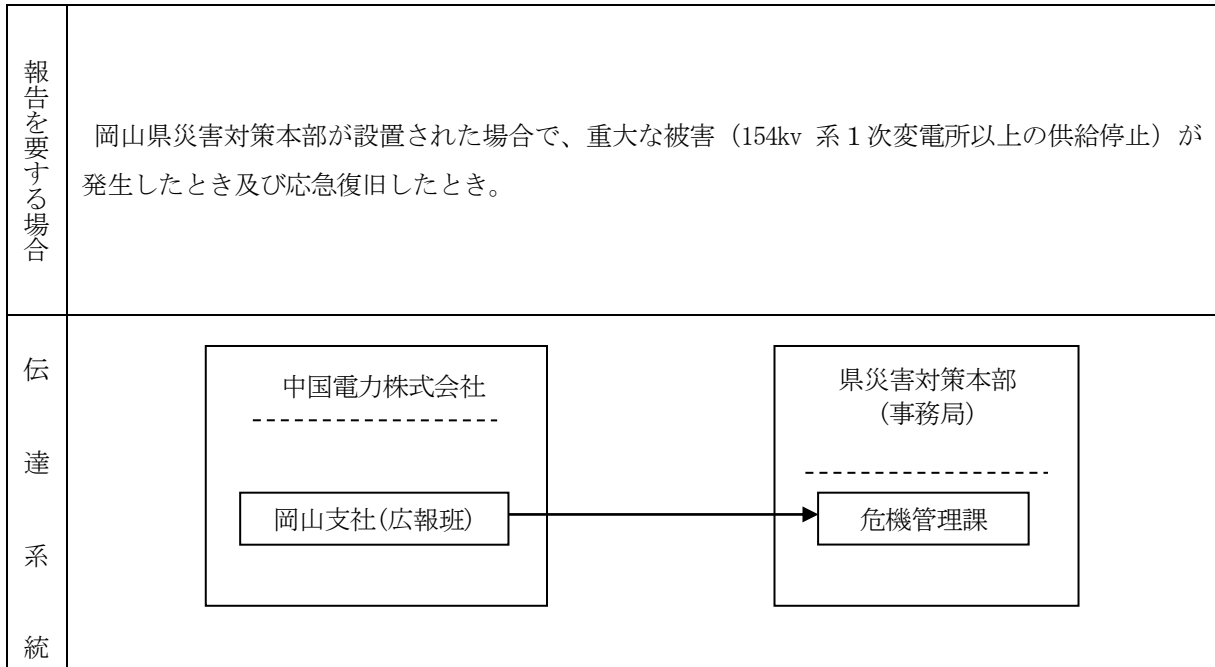 報告を要する場合
岡山県災害対策本部が設置された場合で、重大な被害（154kv 系１次変電所以上の供給停止）が
発生したとき及び応急復旧したとき。
伝達系統
中国電力株式会社
岡山支社(広報班)
県災害対策本部
(事務局)
危機管理課